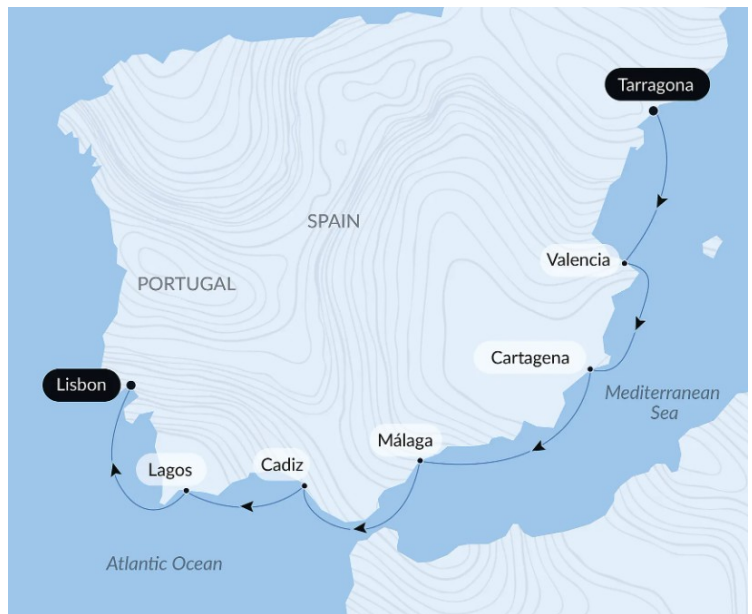 Tarragona
SPAIN
Valencia
PORTUGAL
Cartagena
Lisbon
Mediterranean
Sea
Málaga
Cadiz
Lagos
Atlantic Ocean